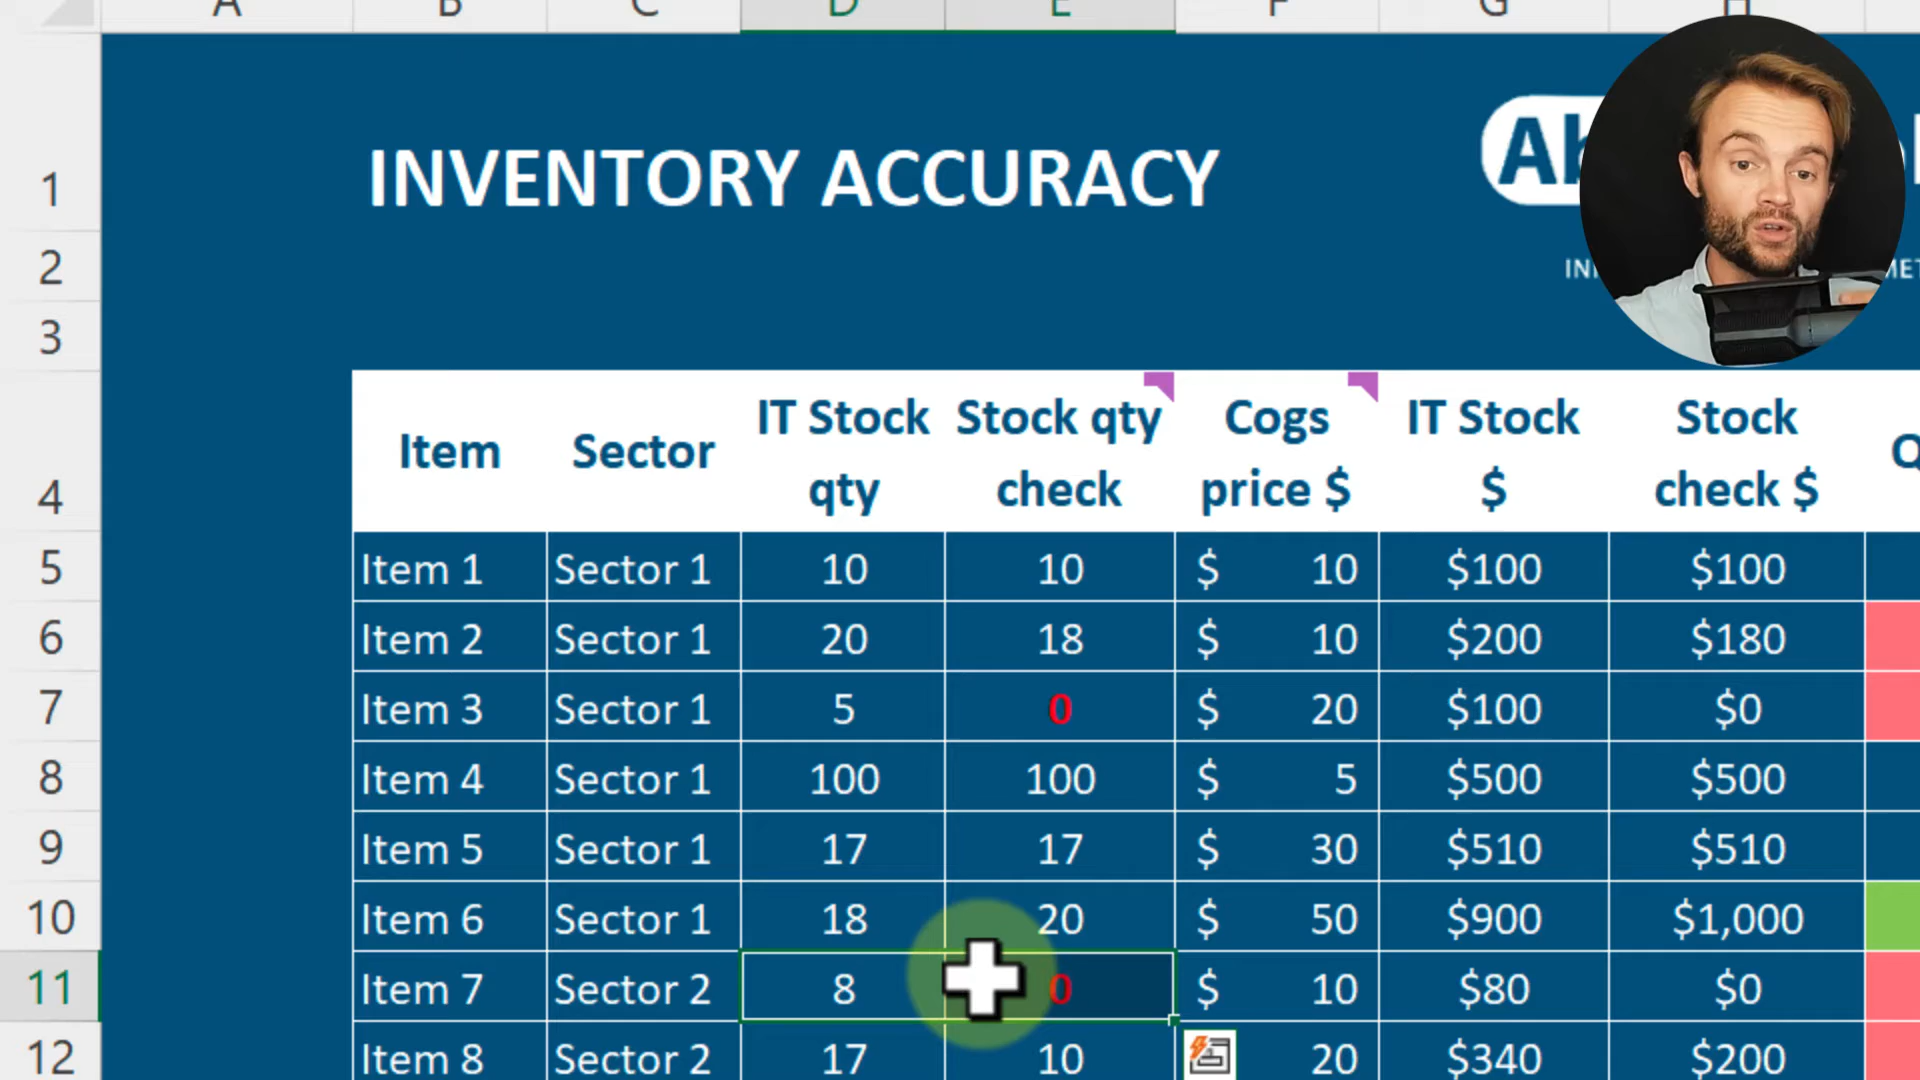 A B C D E F G H
Ab
1 INVENTORY ACCURACY
2
3
4 Item Sector IT Stock qty Stock qty check Cogs price $ IT Stock $ Stock check $
5 Item 1 Sector 1 10 10 $ 10 $100 $100
6 Item 2 Sector 1 20 18 $ 10 $200 $180
7 Item 3 Sector 1 5 0 $ 20 $100 $0
8 Item 4 Sector 1 100 100 $ 5 $500 $500
9 Item 5 Sector 1 17 17 $ 30 $510 $510
10 Item 6 Sector 1 18 20 $ 50 $900 $1,000
11 Item 7 Sector 2 8 0 $ 10 $80 $0
12 Item 8 Sector 2 17 10 20 $340 $200